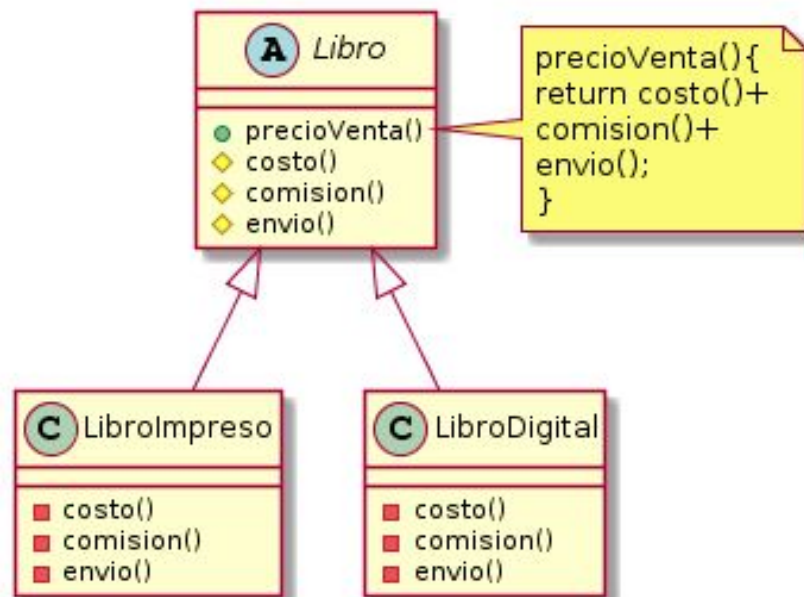 A Libro
precioVenta()
costo()
comision()
envio()
precioVenta(){
return costo()+
comision()+
envio();
}
C LibroImpreso
costo()
comision()
envio()
C LibroDigital
costo()
comision()
envio()